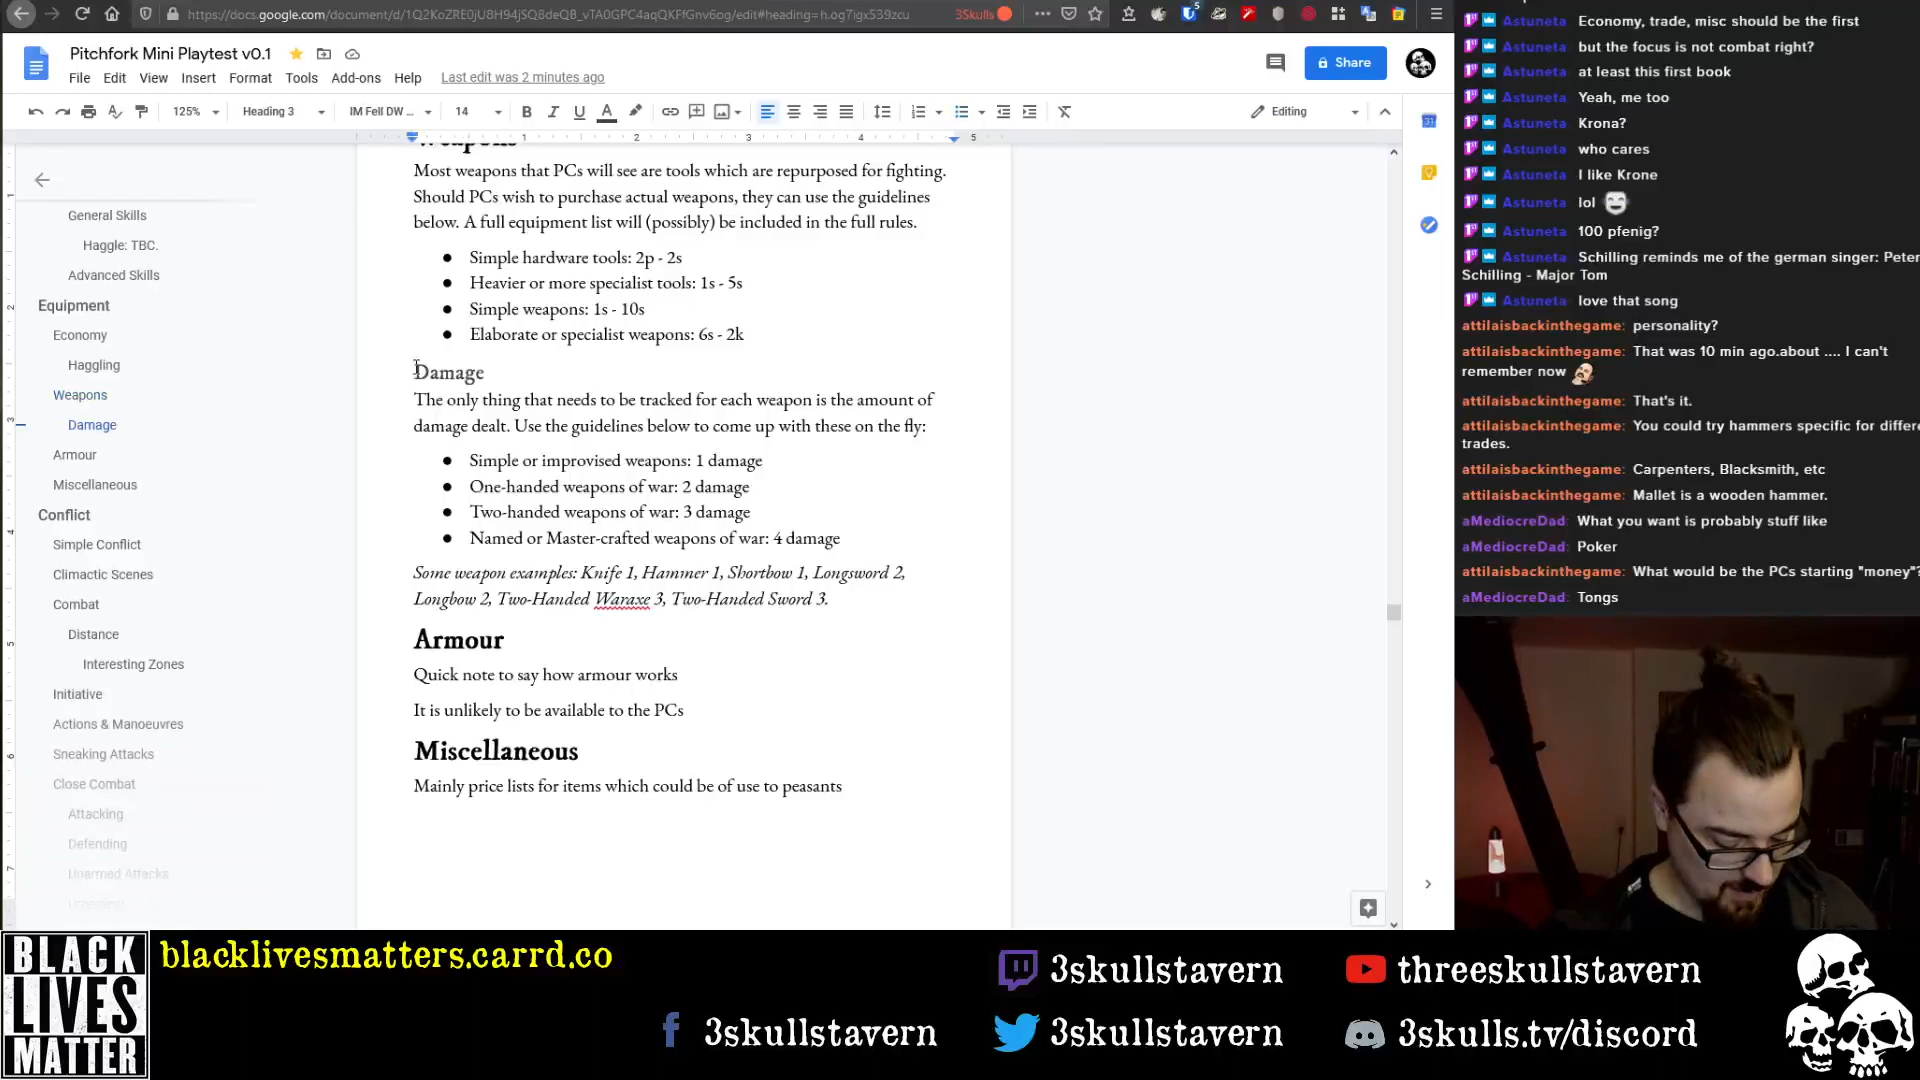 https://docs.google.com/document/d/1Q2KoZRE0jU8H94jSQ8deQB_vTA0GPC4aqQKPfGnv6og/edit#heading=h.og7igx539zcu
3Skulls
Pitchfork Mini Playtest v0.1
File Edit View Insert Format Tools Add-ons Help Last edit was 2 minutes ago
Share
125% Heading 3 IM Fell DW ... 14 Editing
General Skills
Haggle: TBC.
Advanced Skills
Equipment
Economy
Haggling
Weapons
Damage
Armour
Miscellaneous
Conflict
Simple Conflict
Climactic Scenes
Combat
Distance
Interesting Zones
Initiative
Actions & Manoeuvres
Sneaking Attacks
Close Combat
Attacking
Defending
Unarmed Attacks
Weapons
Most weapons that PCs will see are tools which are repurposed for fighting.
Should PCs wish to purchase actual weapons, they can use the guidelines
below. A full equipment list will (possibly) be included in the full rules.
● Simple hardware tools: 2p - 2s
● Heavier or more specialist tools: 1s - 5s
● Simple weapons: 1s - 10s
● Elaborate or specialist weapons: 6s - 2k
Damage
The only thing that needs to be tracked for each weapon is the amount of
damage dealt. Use the guidelines below to come up with these on the fly:
● Simple or improvised weapons: 1 damage
● One-handed weapons of war: 2 damage
● Two-handed weapons of war: 3 damage
● Named or Master-crafted weapons of war: 4 damage
Some weapon examples: Knife 1, Hammer 1, Shortbow 1, Longsword 2,
Longbow 2, Two-Handed Waraxe 3, Two-Handed Sword 3.
Armour
Quick note to say how armour works
It is unlikely to be available to the PCs
Miscellaneous
Mainly price lists for items which could be of use to peasants
Astuneta Economy, trade, misc should be the first
Astuneta but the focus is not combat right?
Astuneta at least this first book
Astuneta Yeah, me too
Astuneta Krona?
Astuneta who cares
Astuneta I like Krone
Astuneta lol
Astuneta 100 pfenig?
Astuneta Schilling reminds me of the german singer: Peter
Schilling - Major Tom
Astuneta love that song
attilaisbackinthegame: personality?
attilaisbackinthegame: That was 10 min ago.about .... I can't
remember now
attilaisbackinthegame: That's it.
attilaisbackinthegame: You could try hammers specific for differe
trades.
attilaisbackinthegame: Carpenters, Blacksmith, etc
attilaisbackinthegame: Mallet is a wooden hammer.
aMediocreDad: What you want is probably stuff like
aMediocreDad: Poker
attilaisbackinthegame: What would be the PCs starting "money"?
aMediocreDad: Tongs
BLACK
LIVES
MATTER
blacklivesmatters.carrd.co
3skullstavern
threeskullstavern
3skullstavern
3skullstavern
3skulls.tv/discord